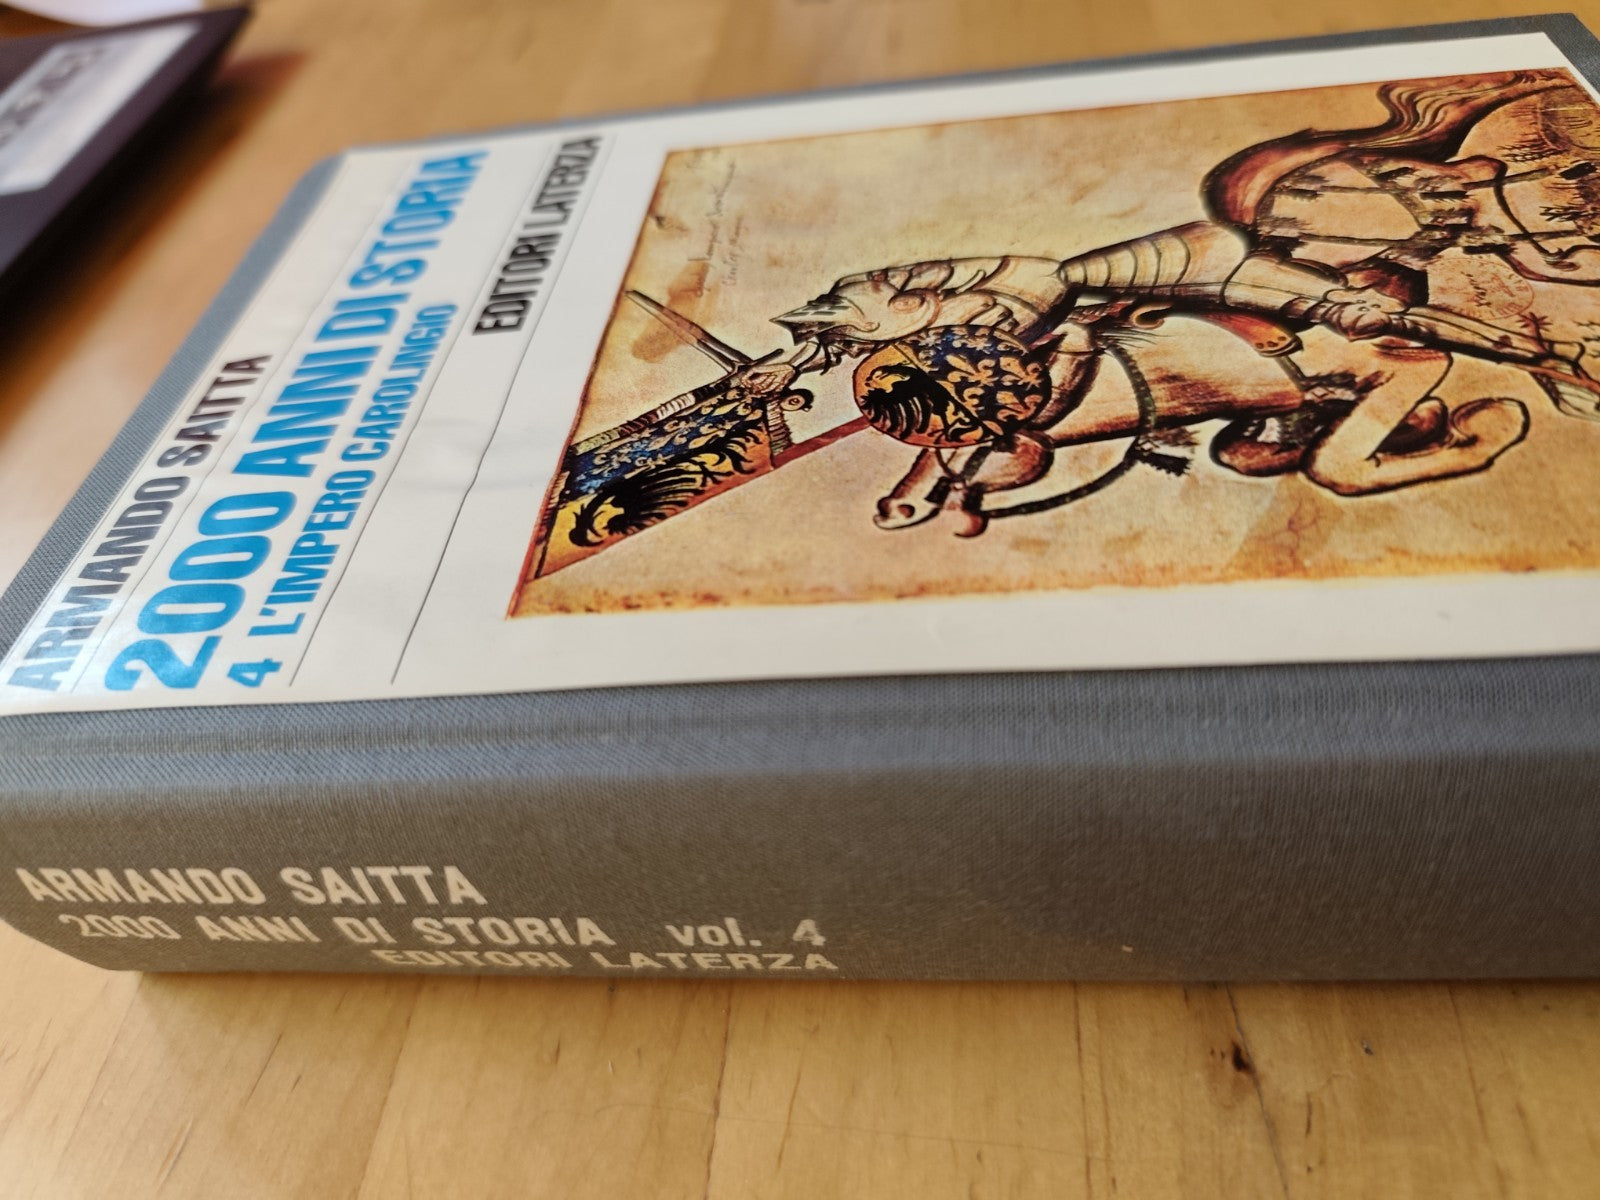 ARMANDO SAITTA
2000 ANNI DI STORIA
4 L'IMPERO CAROLINGIO
EDITORI LATERZA
ARMANDO SAITTA
2000 ANNI DI STORIA vol. 4
EDITORI LATERZA